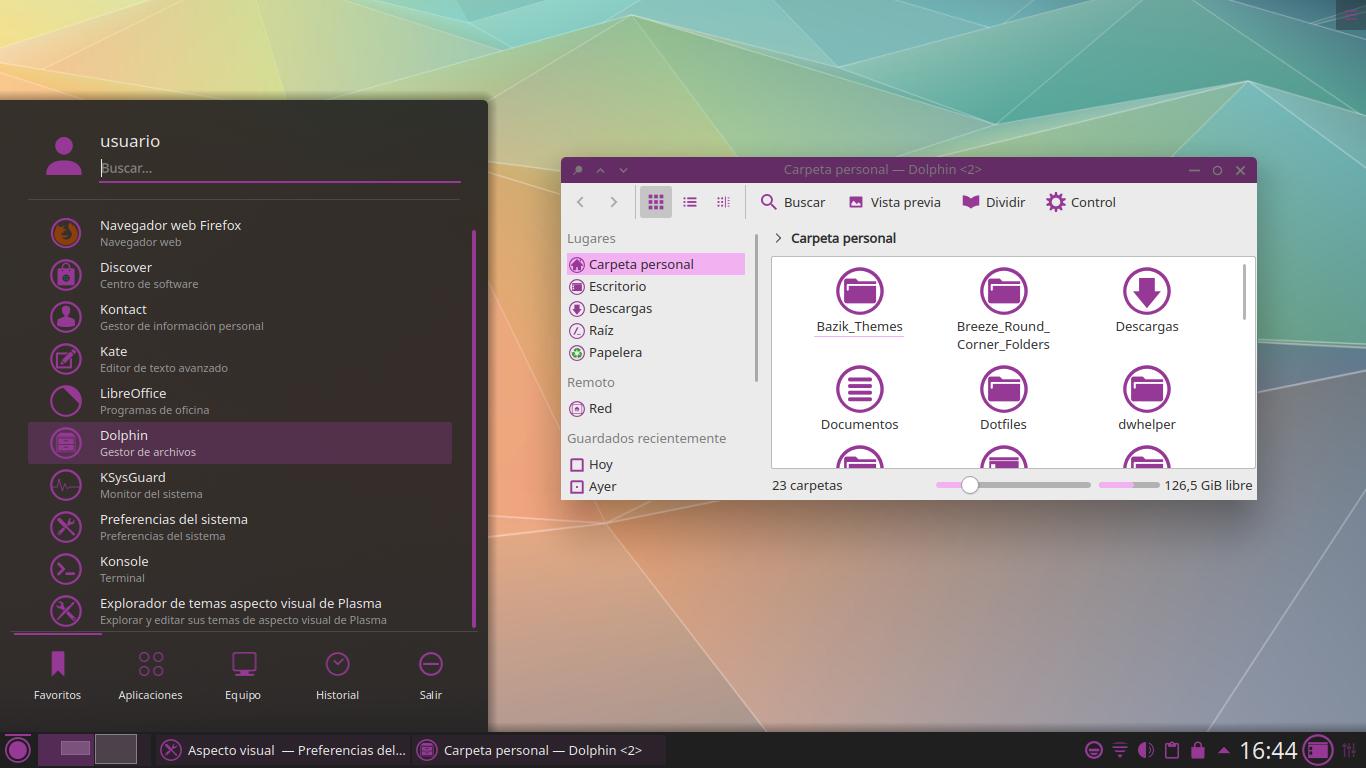 usuario
Buscar...
Navegador web Firefox
Navegador web
Discover
Centro de software
Kontact
Gestor de información personal
Kate
Editor de texto avanzado
LibreOffice
Programas de oficina
Dolphin
Gestor de archivos
KSysGuard
Monitor del sistema
Preferencias del sistema
Preferencias del sistema
Konsole
Terminal
Explorador de temas aspecto visual de Plasma
Explorar y editar sus temas de aspecto visual de Plasma
Favoritos
Aplicaciones
Equipo
Historial
Salir
Carpeta personal — Dolphin <2>
Buscar
Vista previa
Dividir
Control
Lugares
Carpeta personal
Escritorio
Descargas
Raíz
Papelera
Remoto
Red
Guardados recientemente
Hoy
Ayer
Carpeta personal
Bazik_Themes
Breeze_Round_
Corner_Folders
Descargas
Documentos
Dotfiles
dwhelper
23 carpetas
126,5 GiB libre
Aspecto visual — Preferencias del...
Carpeta personal — Dolphin <2>
16:44